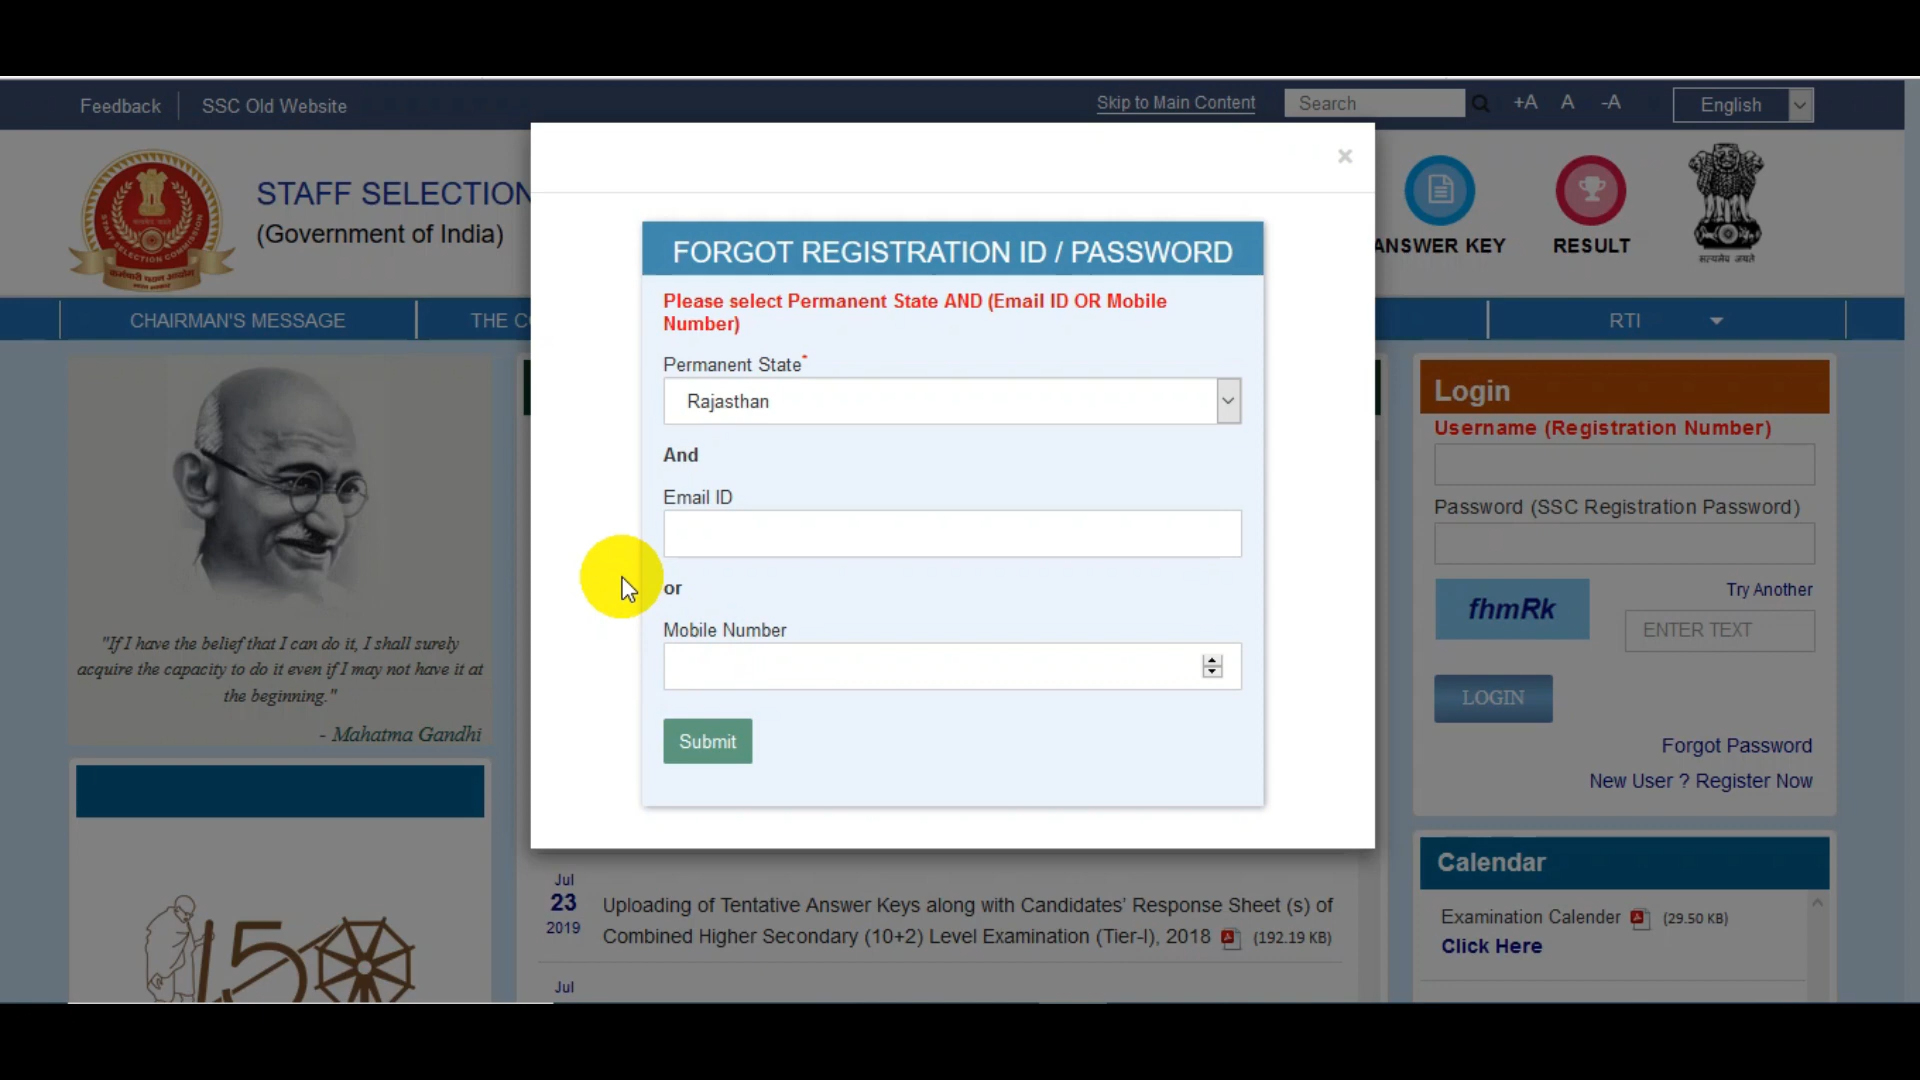 Feedback
SSC Old Website
Skip to Main Content
Search
+A A -A
English
STAFF SELECTION
(Government of India)
ANSWER KEY
RESULT
सत्यमेव जयते
CHAIRMAN'S MESSAGE
THE C
RTI
×
FORGOT REGISTRATION ID / PASSWORD
Please select Permanent State AND (Email ID OR Mobile
Number)
Permanent State*
Rajasthan
And
Email ID
or
Mobile Number
Submit
"If I have the belief that I can do it, I shall surely
acquire the capacity to do it even if I may not have it at
the beginning."
- Mahatma Gandhi
150
Jul
23
2019
Uploading of Tentative Answer Keys along with Candidates' Response Sheet (s) of
Combined Higher Secondary (10+2) Level Examination (Tier-I), 2018 (192.19 KB)
Jul
Login
Username (Registration Number)
Password (SSC Registration Password)
fhmRk
Try Another
ENTER TEXT
LOGIN
Forgot Password
New User ? Register Now
Calendar
Examination Calender (29.50 KB)
Click Here